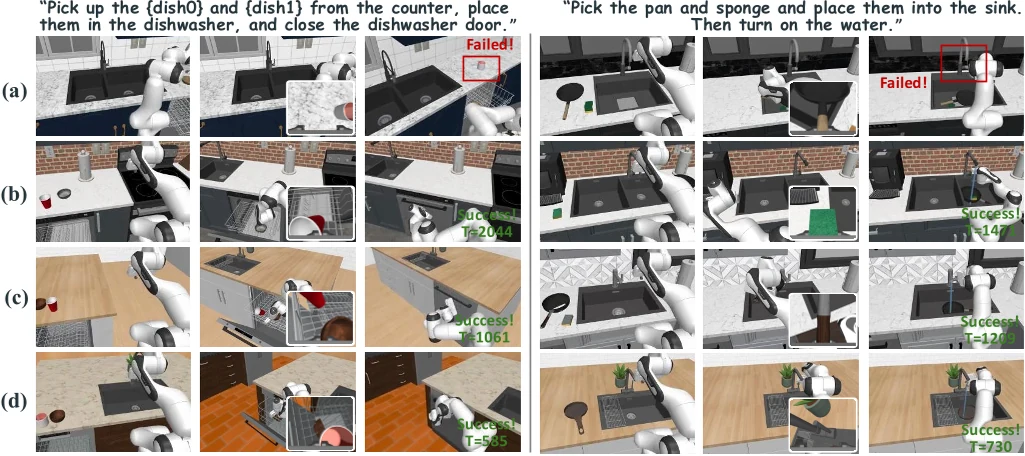 "Pick up the {dish0} and {dish1} from the counter, place
them in the dishwasher, and close the dishwasher door."
"Pick the pan and sponge and place them into the sink.
Then turn on the water."
(a)
Failed!
Failed!
(b)
Success!
T=2044
Success!
(c)
Success!
T=1061
Success!
T=1209
(d)
Success!
T=585
Success!
T=730